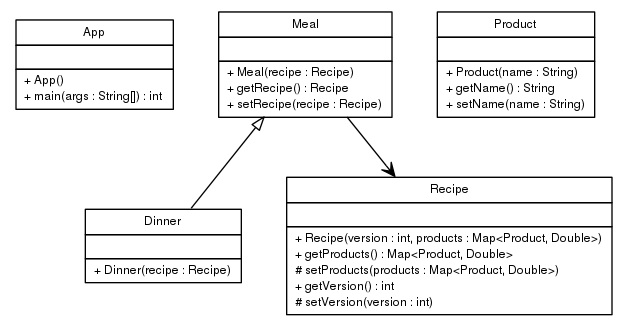 App
+ App()
+ main(args : String[]) : int
Meal
+ Meal(recipe : Recipe)
+ getRecipe() : Recipe
+ setRecipe(recipe : Recipe)
Product
+ Product(name : String)
+ getName() : String
+ setName(name : String)
Dinner
+ Dinner(recipe : Recipe)
Recipe
+ Recipe(version : int, products : Map<Product, Double>)
+ getProducts() : Map<Product, Double>
# setProducts(products : Map<Product, Double>)
+ getVersion() : int
# setVersion(version : int)